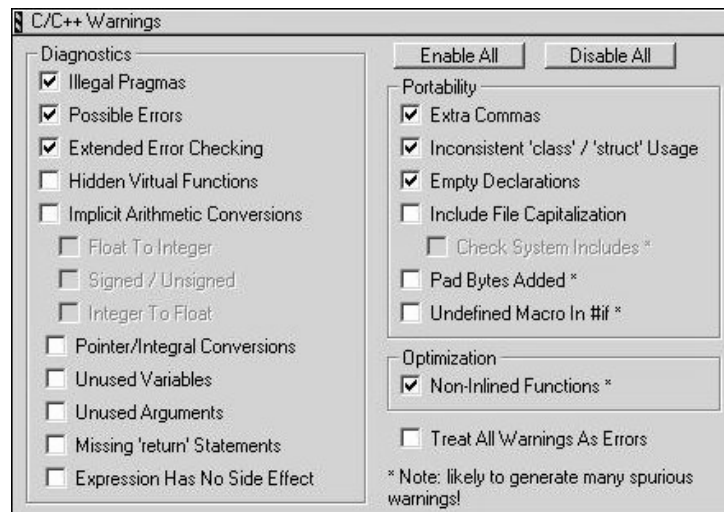 C/C++ Warnings
Diagnostics
Illegal Pragmas
Possible Errors
Extended Error Checking
Hidden Virtual Functions
Implicit Arithmetic Conversions
Float To Integer
Signed / Unsigned
Integer To Float
Pointer/Integral Conversions
Unused Variables
Unused Arguments
Missing 'return' Statements
Expression Has No Side Effect
Enable All
Disable All
Portability
Extra Commas
Inconsistent 'class' / 'struct' Usage
Empty Declarations
Include File Capitalization
Check System Includes *
Pad Bytes Added *
Undefined Macro In #if *
Optimization
Non-Inlined Functions *
Treat All Warnings As Errors
* Note: likely to generate many spurious
warnings!